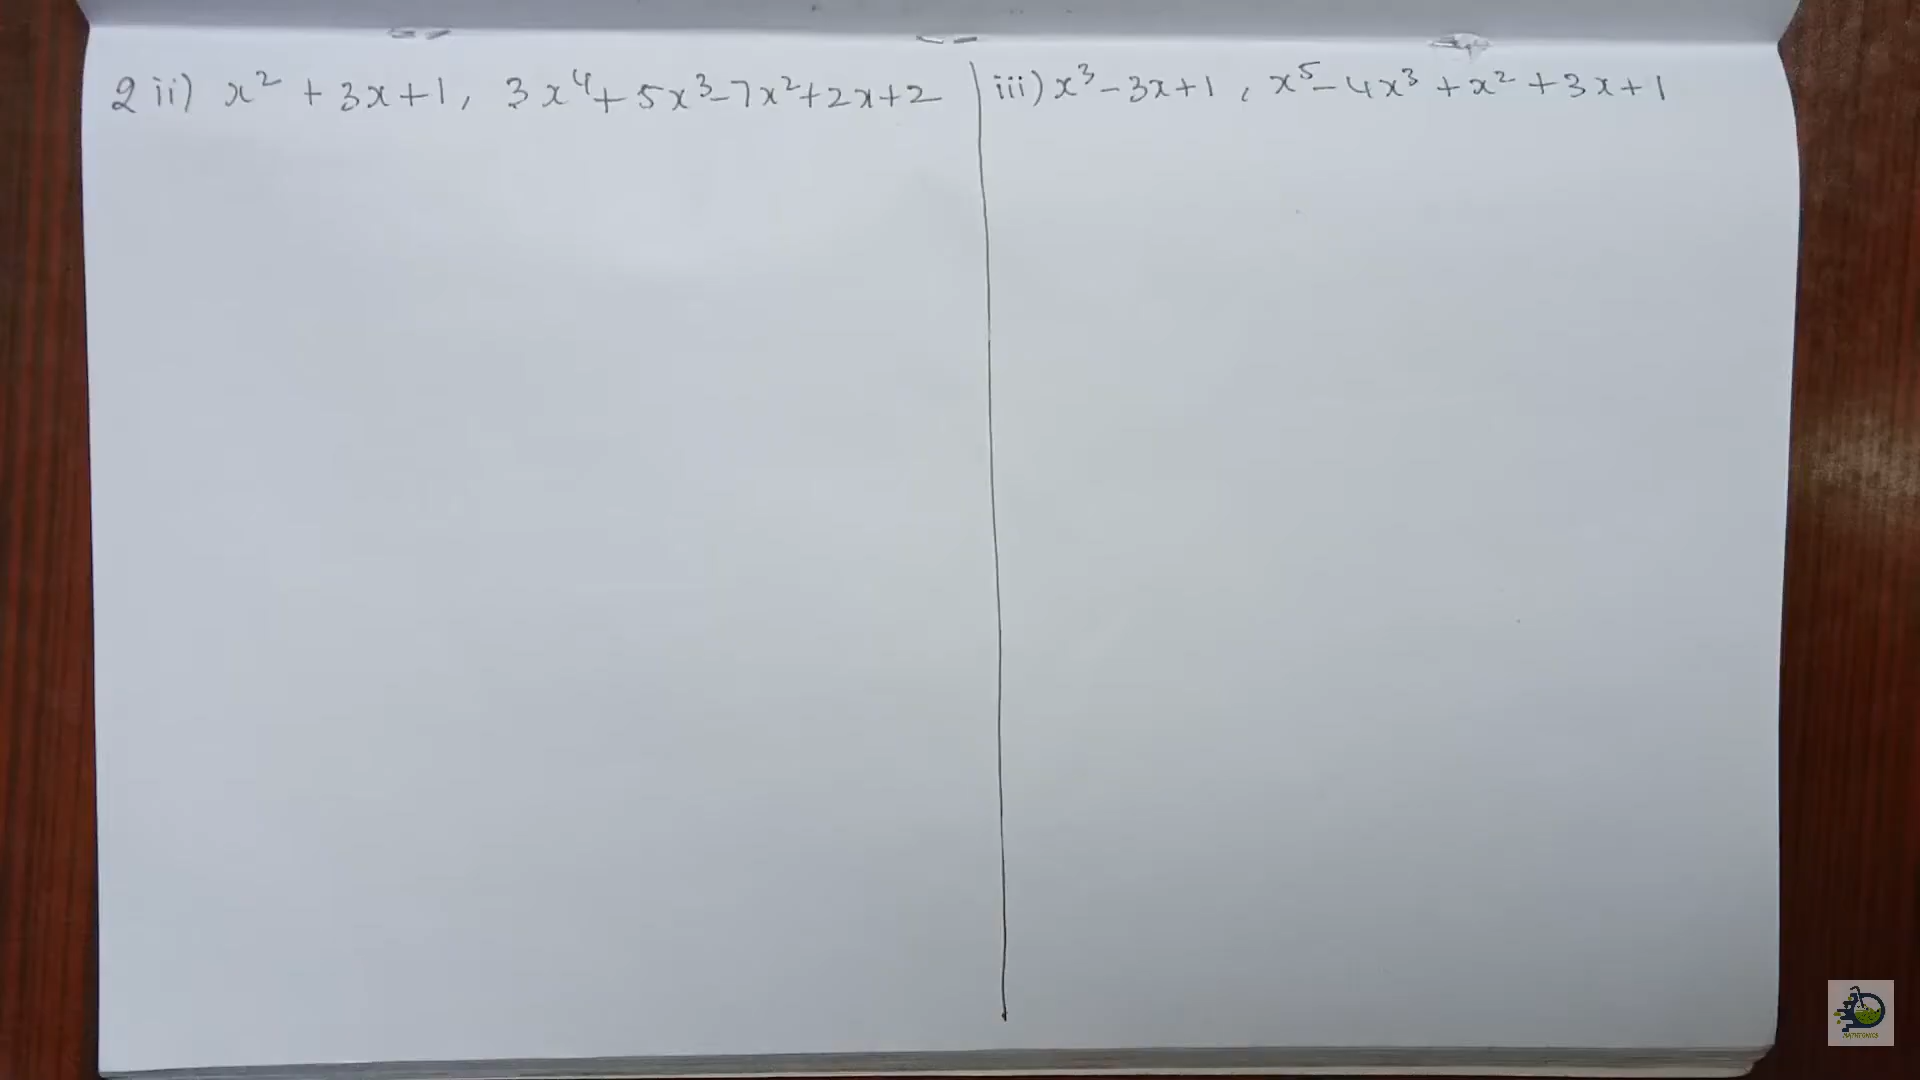 2 ii) x² + 3x+1, 3x⁴+5x³-7x²+2x+2
iii) x³-3x+1, x⁵-4x³+x²+3x+1